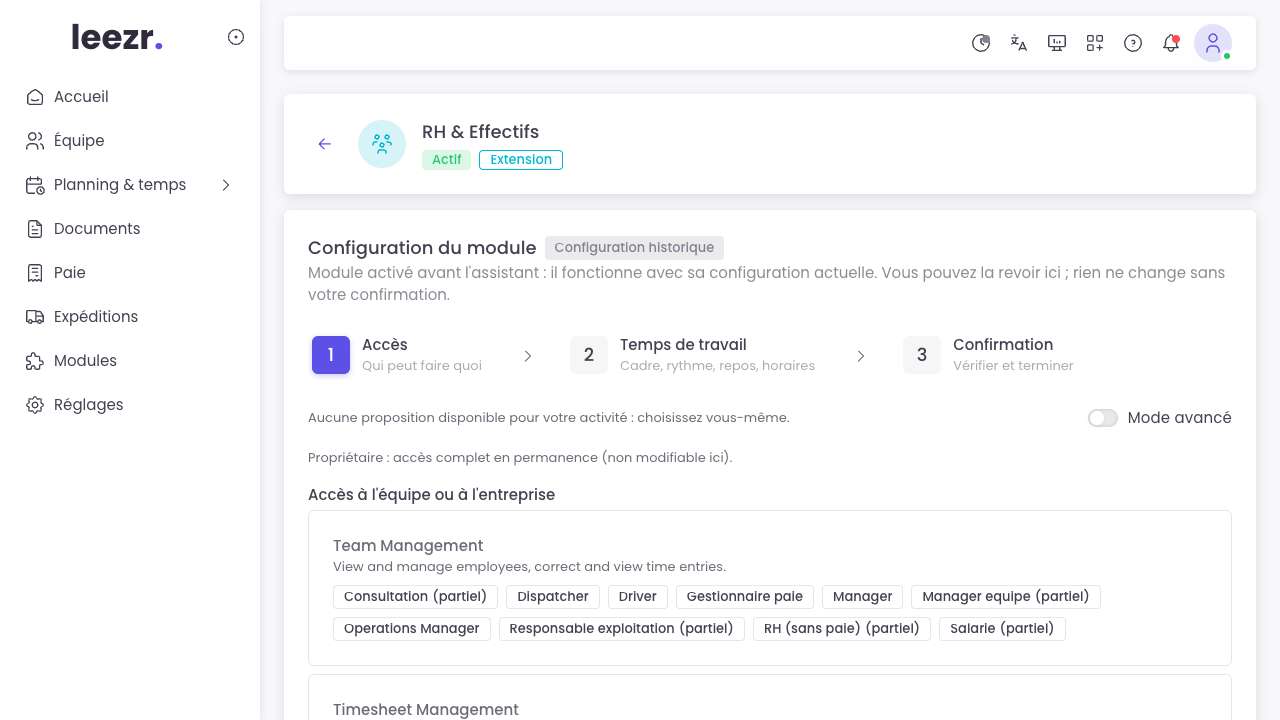 leezr.
Accueil
Équipe
Planning & temps
Documents
Paie
Expéditions
Modules
Réglages
RH & Effectifs
Actif
Extension
Configuration du module
Configuration historique
Module activé avant l'assistant : il fonctionne avec sa configuration actuelle. Vous pouvez la revoir ici ; rien ne change sans
votre confirmation.
1
Accès
Qui peut faire quoi
2
Temps de travail
Cadre, rythme, repos, horaires
3
Confirmation
Vérifier et terminer
Aucune proposition disponible pour votre activité : choisissez vous-même.
Mode avancé
Propriétaire : accès complet en permanence (non modifiable ici).
Accès à l'équipe ou à l'entreprise
Team Management
View and manage employees, correct and view time entries.
Consultation (partiel)
Dispatcher
Driver
Gestionnaire paie
Manager
Manager equipe (partiel)
Operations Manager
Responsable exploitation (partiel)
RH (sans paie) (partiel)
Salarie (partiel)
Timesheet Management